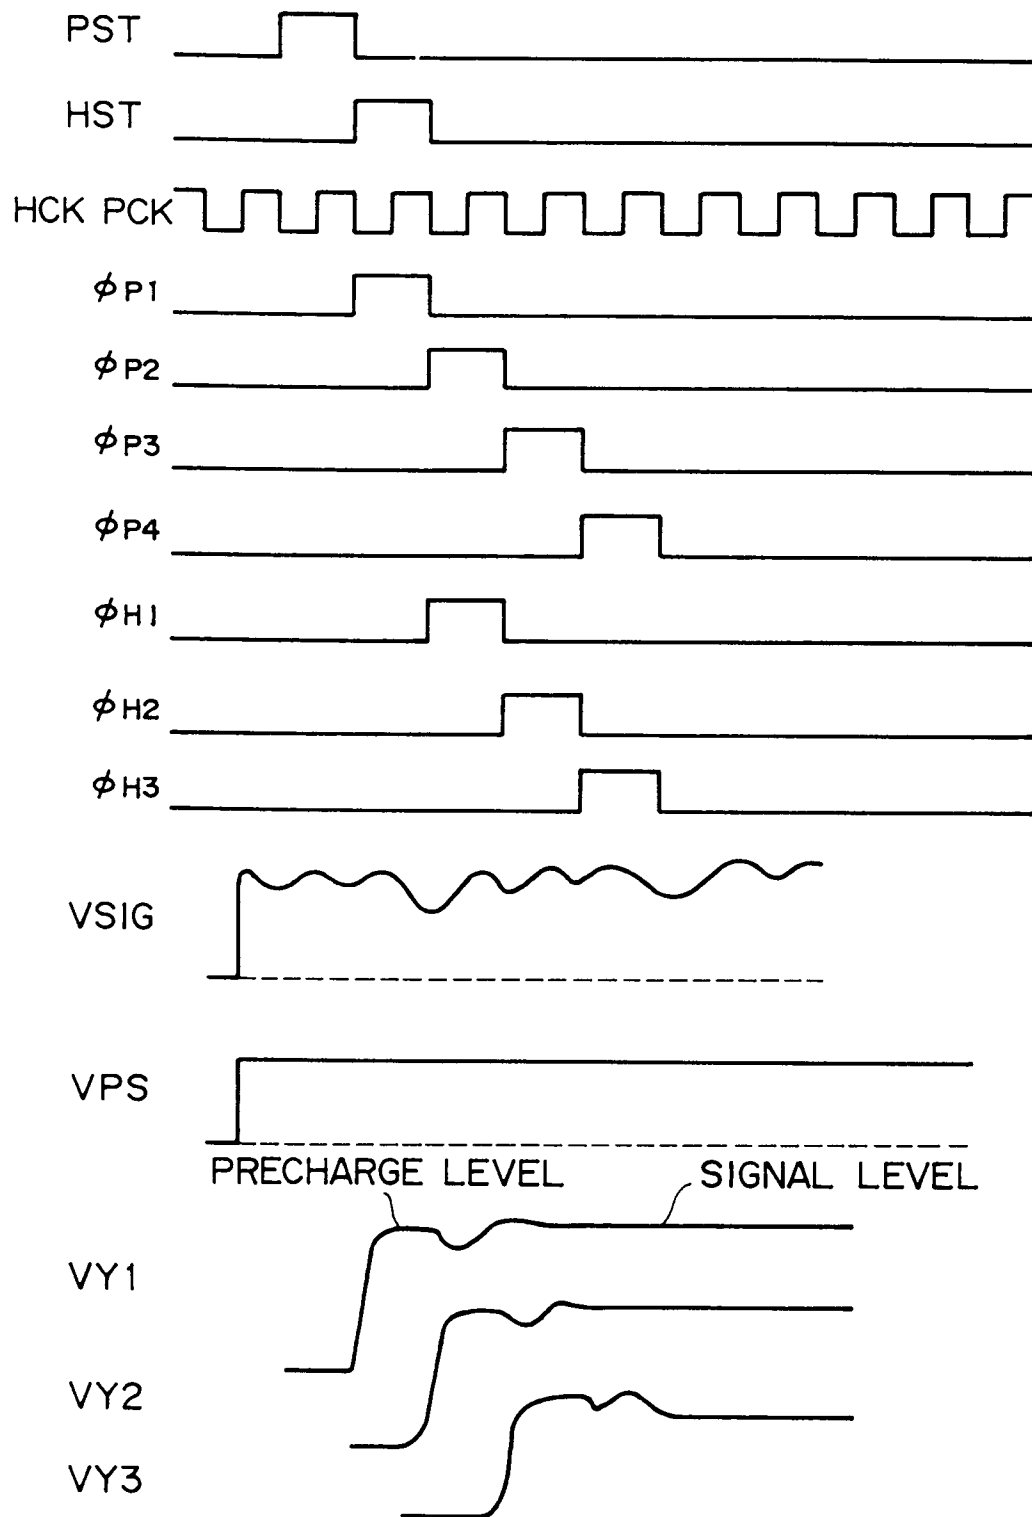 PST
HST
HCK PCK
ϕP1
ϕP2
ϕP3
ϕP4
ϕH1
ϕH2
ϕH3
VSIG
VPS
PRECHARGE LEVEL
SIGNAL LEVEL
VY1
VY2
VY3